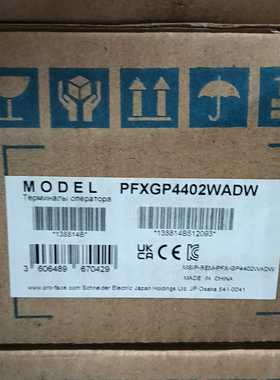 MODEL PFXGP4402WADW
Терминалы оператора
*138814B*
*138814B512093*
3 606489 670429
UK CA CE
MSIP-REM-PFX-GP4402WADW
MADE IN CHINA
www.pro-face.com Schneider Electric Japan Holdings Ltd. JP Osaka 541-0041